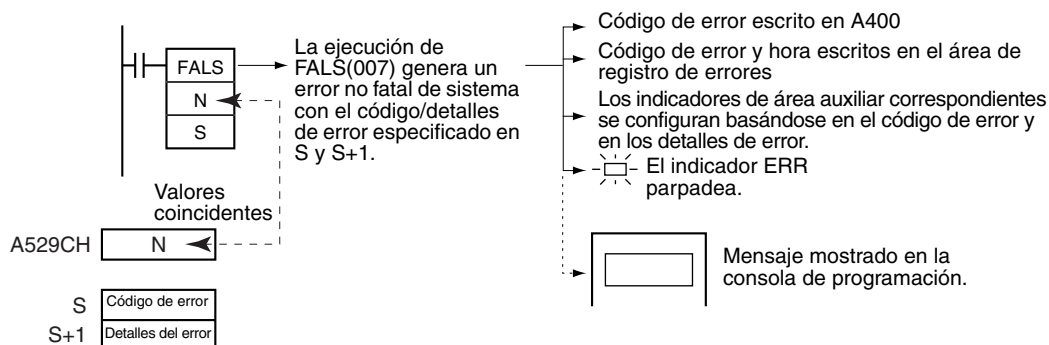 FALS
N
S
La ejecución de
FALS(007) genera un
error no fatal de sistema
con el código/detalles
de error especificado en
S y S+1.
Código de error escrito en A400
Código de error y hora escritos en el área de
registro de errores
Los indicadores de área auxiliar correspondientes
se configuran basándose en el código de error y
en los detalles de error.
El indicador ERR
parpadea.
Valores
coincidentes
A529CH N
Mensaje mostrado en la
consola de programación.
S Código de error
S+1 Detalles del error